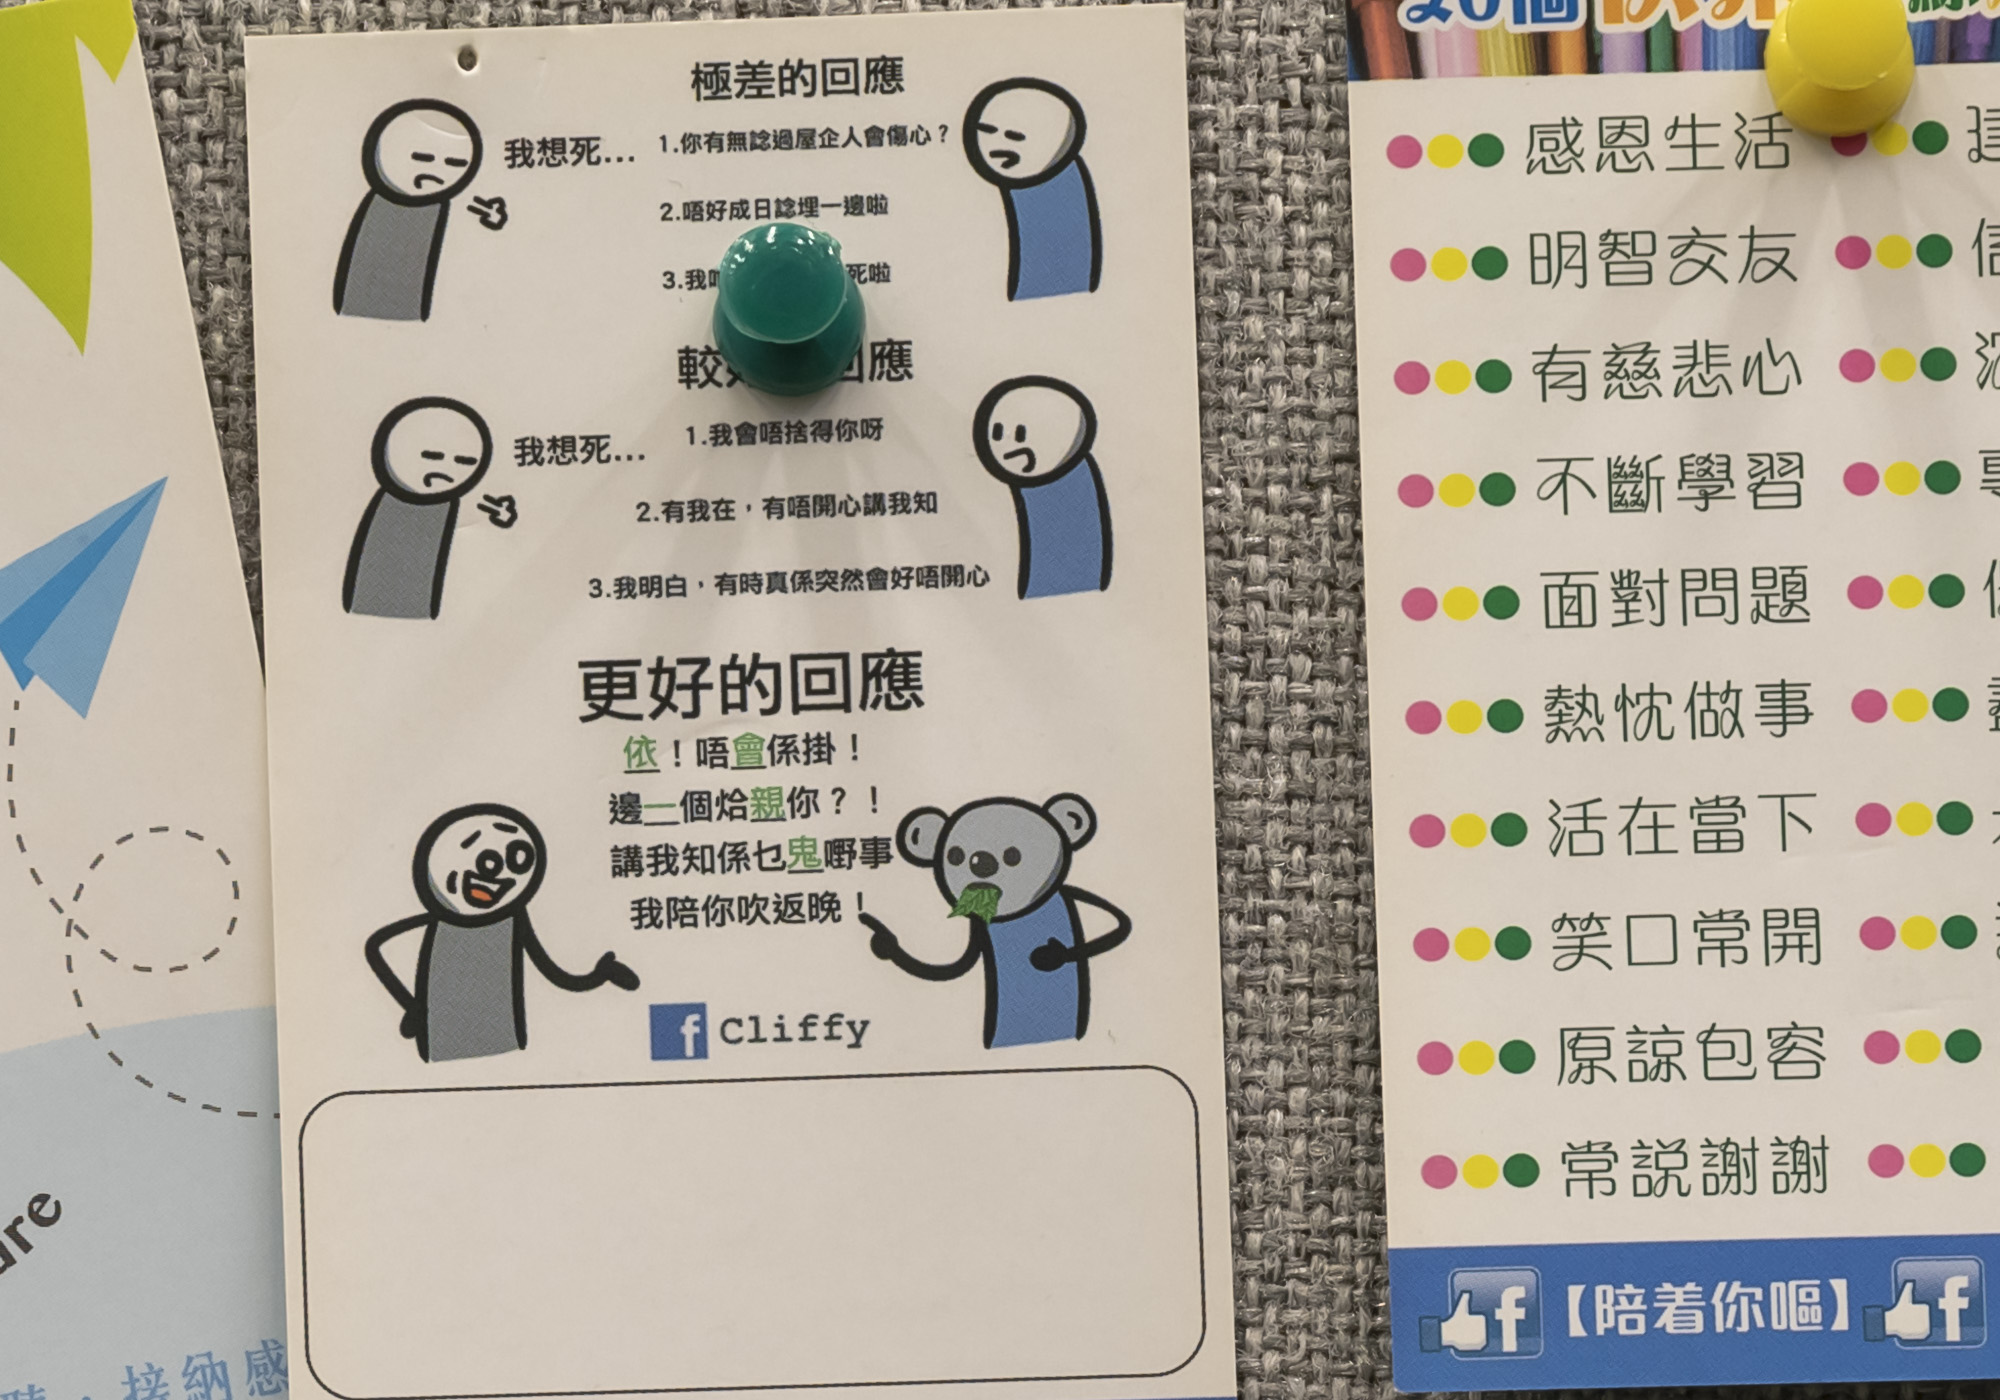 極差的回應
我想死...
1.你有無諗過屋企人會傷心？
2.唔好成日諗埋一邊啦
3.我 死啦
較 回應
我想死...
1.我會唔捨得你呀
2.有我在，有唔開心講我知
3.我明白，有時真係突然會好唔開心
更好的回應
依！唔會係掛！
邊一個烚親你？！
講我知係乜鬼嘢事
我陪你吹返晚！
Cliffy
20個
感恩生活
明智交友
有慈悲心
不斷學習
面對問題
熱忱做事
活在當下
笑口常開
原諒包容
常説謝謝
【陪着你嘔】
接納感